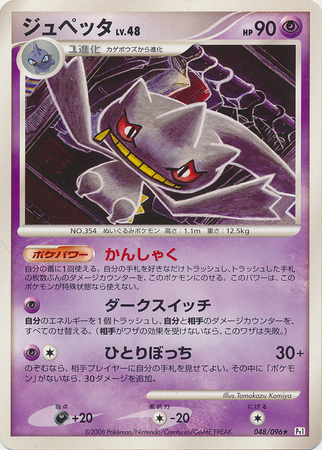 ジュペッタ LV.48 HP 90
1進化 カゲボウズから進化
NO.354 ぬいぐるみポケモン 高さ:1.1m 重さ:12.5kg
ポケパワー かんしゃく
自分の番に1回使える。自分の手札を好きなだけトラッシュし、トラッシュした手札
の枚数ぶんのダメージカウンターを、このポケモンにのせる。このパワーは、この
ポケモンが特殊状態なら使えない。
ダークスイッチ
自分のエネルギーを1個トラッシュし、自分と相手のダメージカウンターを、
すべてのせ替える。(相手がワザの効果を受けないなら、このワザは失敗。)
ひとりぼっち 30+
のぞむなら、相手プレイヤーに自分の手札を見せてよい。その中に「ポケモ
ン」がないなら、30ダメージを追加。
Illus.Tomokazu Komiya
弱点 抵抗力 にげる
+20 -20
©2008 Pokémon/Nintendo/Creatures/GAME FREAK. 048/096★ Pt1